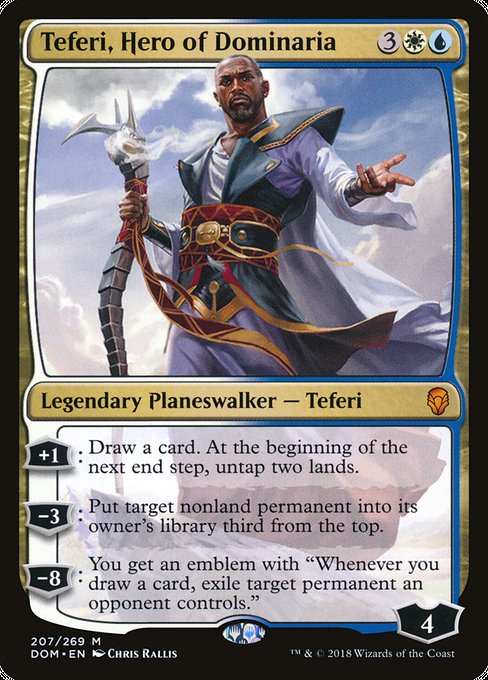 Teferi, Hero of Dominaria 3
Legendary Planeswalker — Teferi
+1 : Draw a card. At the beginning of the
next end step, untap two lands.
−3 : Put target nonland permanent into its
owner's library third from the top.
−8 : You get an emblem with “Whenever you
draw a card, exile target permanent an
opponent controls.”
4
207/269 M
DOM • EN Chris Rallis
™ & © 2018 Wizards of the Coast